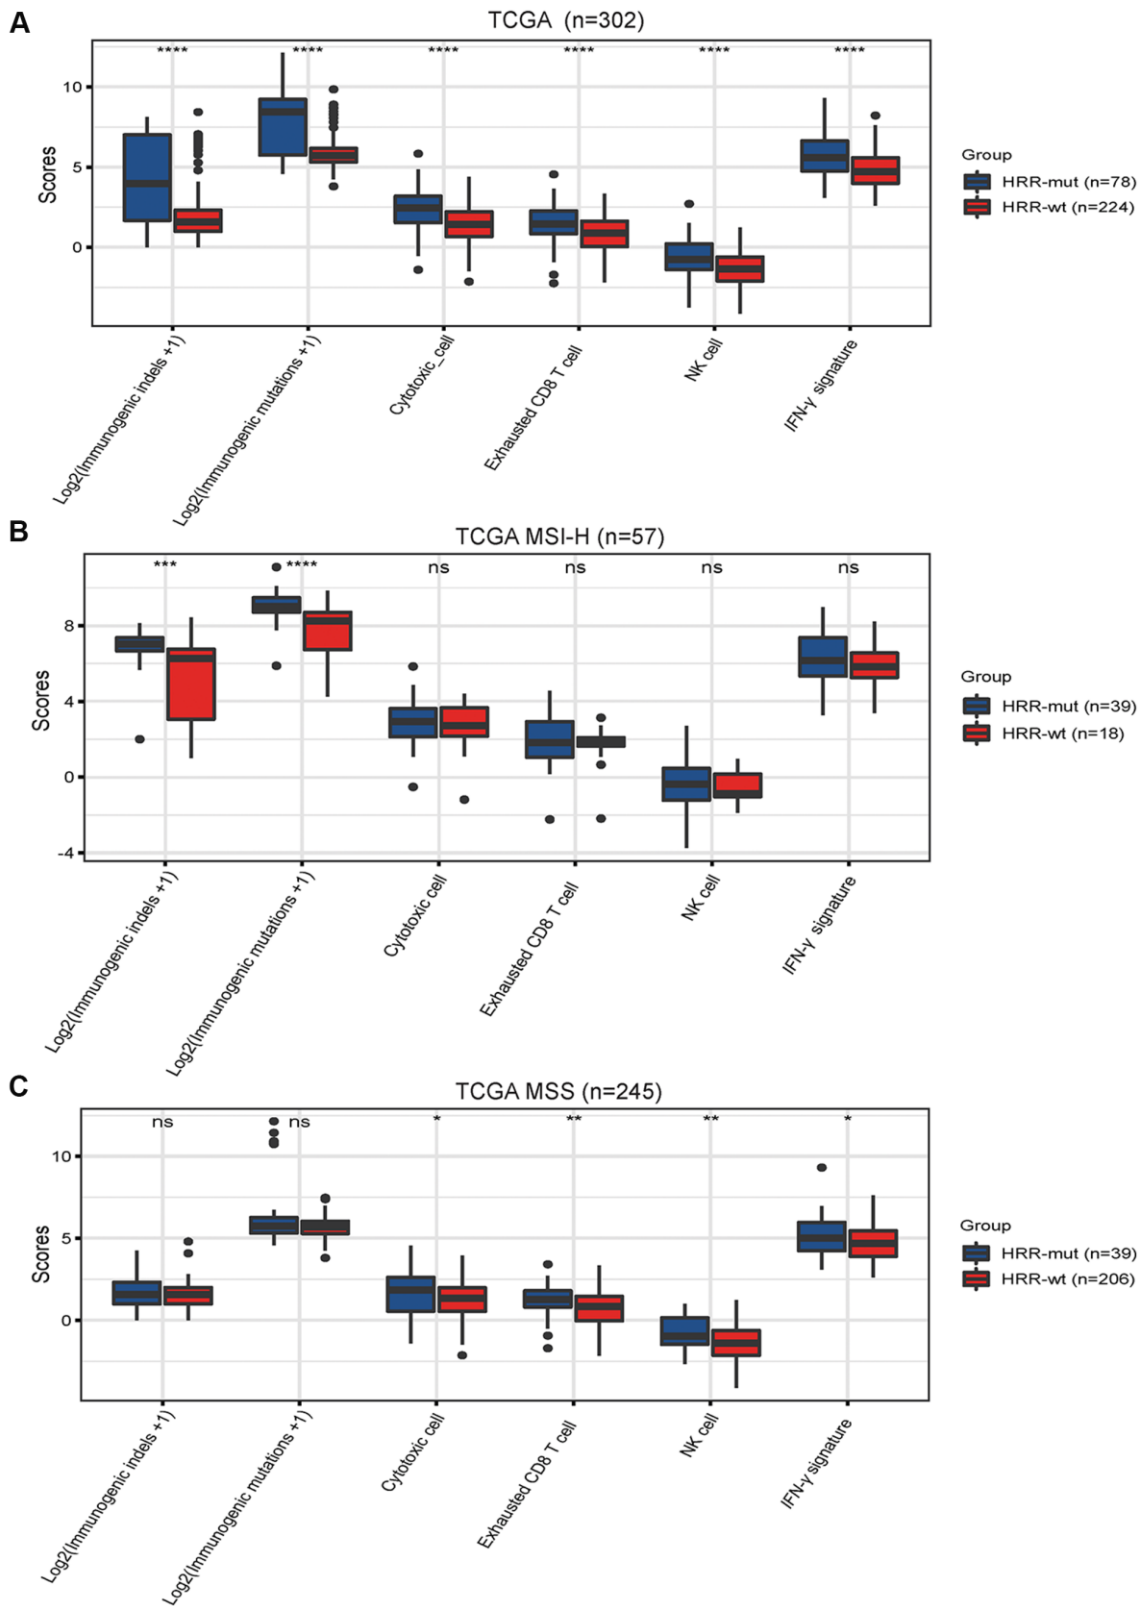 A
TCGA (n=302)
**** **** **** **** **** ****
10
5
0
Scores
Log2(Immunogenic indels +1)
Log2(Immunogenic mutations +1)
Cytotoxic_cell
Exhausted CD8 T cell
NK cell
IFN-γ signature
Group
HRR-mut (n=78)
HRR-wt (n=224)
B
TCGA MSI-H (n=57)
*** **** ns ns ns ns
8
4
0
-4
Scores
Log2(Immunogenic indels +1)
Log2(Immunogenic mutations +1)
Cytotoxic cell
Exhausted CD8 T cell
NK cell
IFN-γ signature
Group
HRR-mut (n=39)
HRR-wt (n=18)
C
TCGA MSS (n=245)
ns ns * ** ** *
10
5
0
Scores
Log2(Immunogenic indels +1)
Log2(Immunogenic mutations +1)
Cytotoxic cell
Exhausted CD8 T cell
NK cell
IFN-γ signature
Group
HRR-mut (n=39)
HRR-wt (n=206)